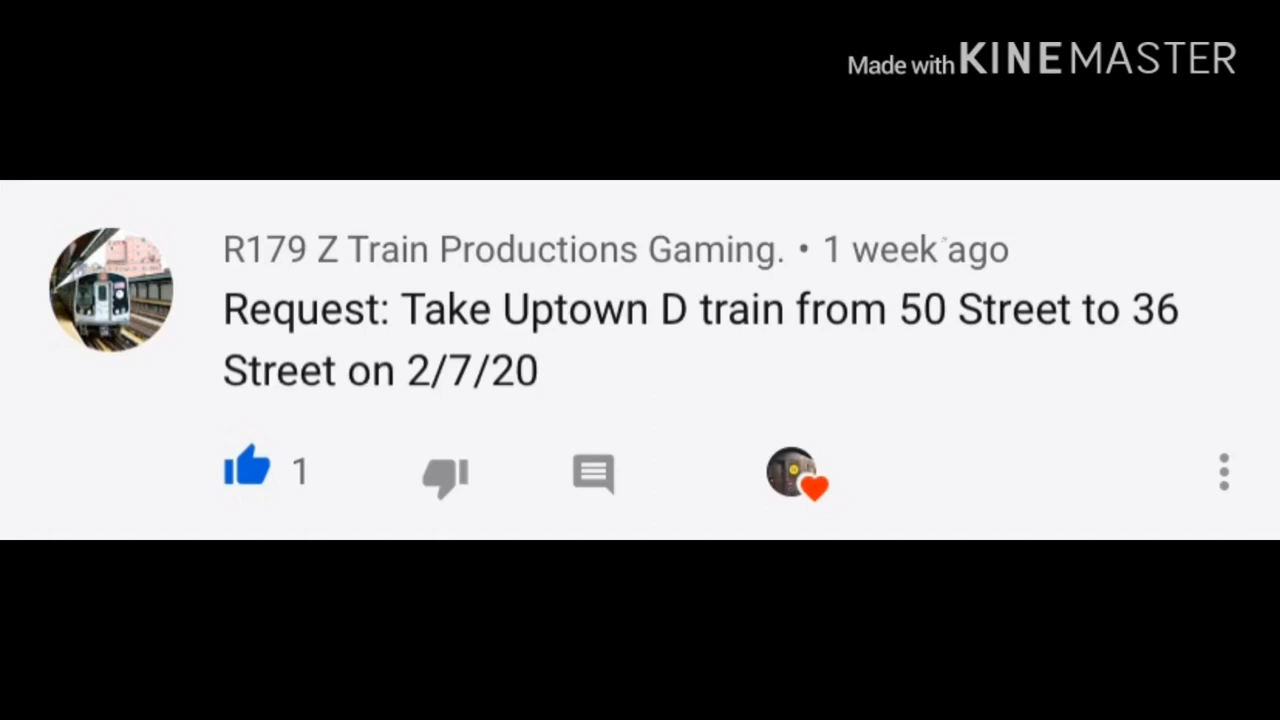 Made with KINEMASTER
R179 Z Train Productions Gaming. • 1 week ago
Request: Take Uptown D train from 50 Street to 36
Street on 2/7/20
1